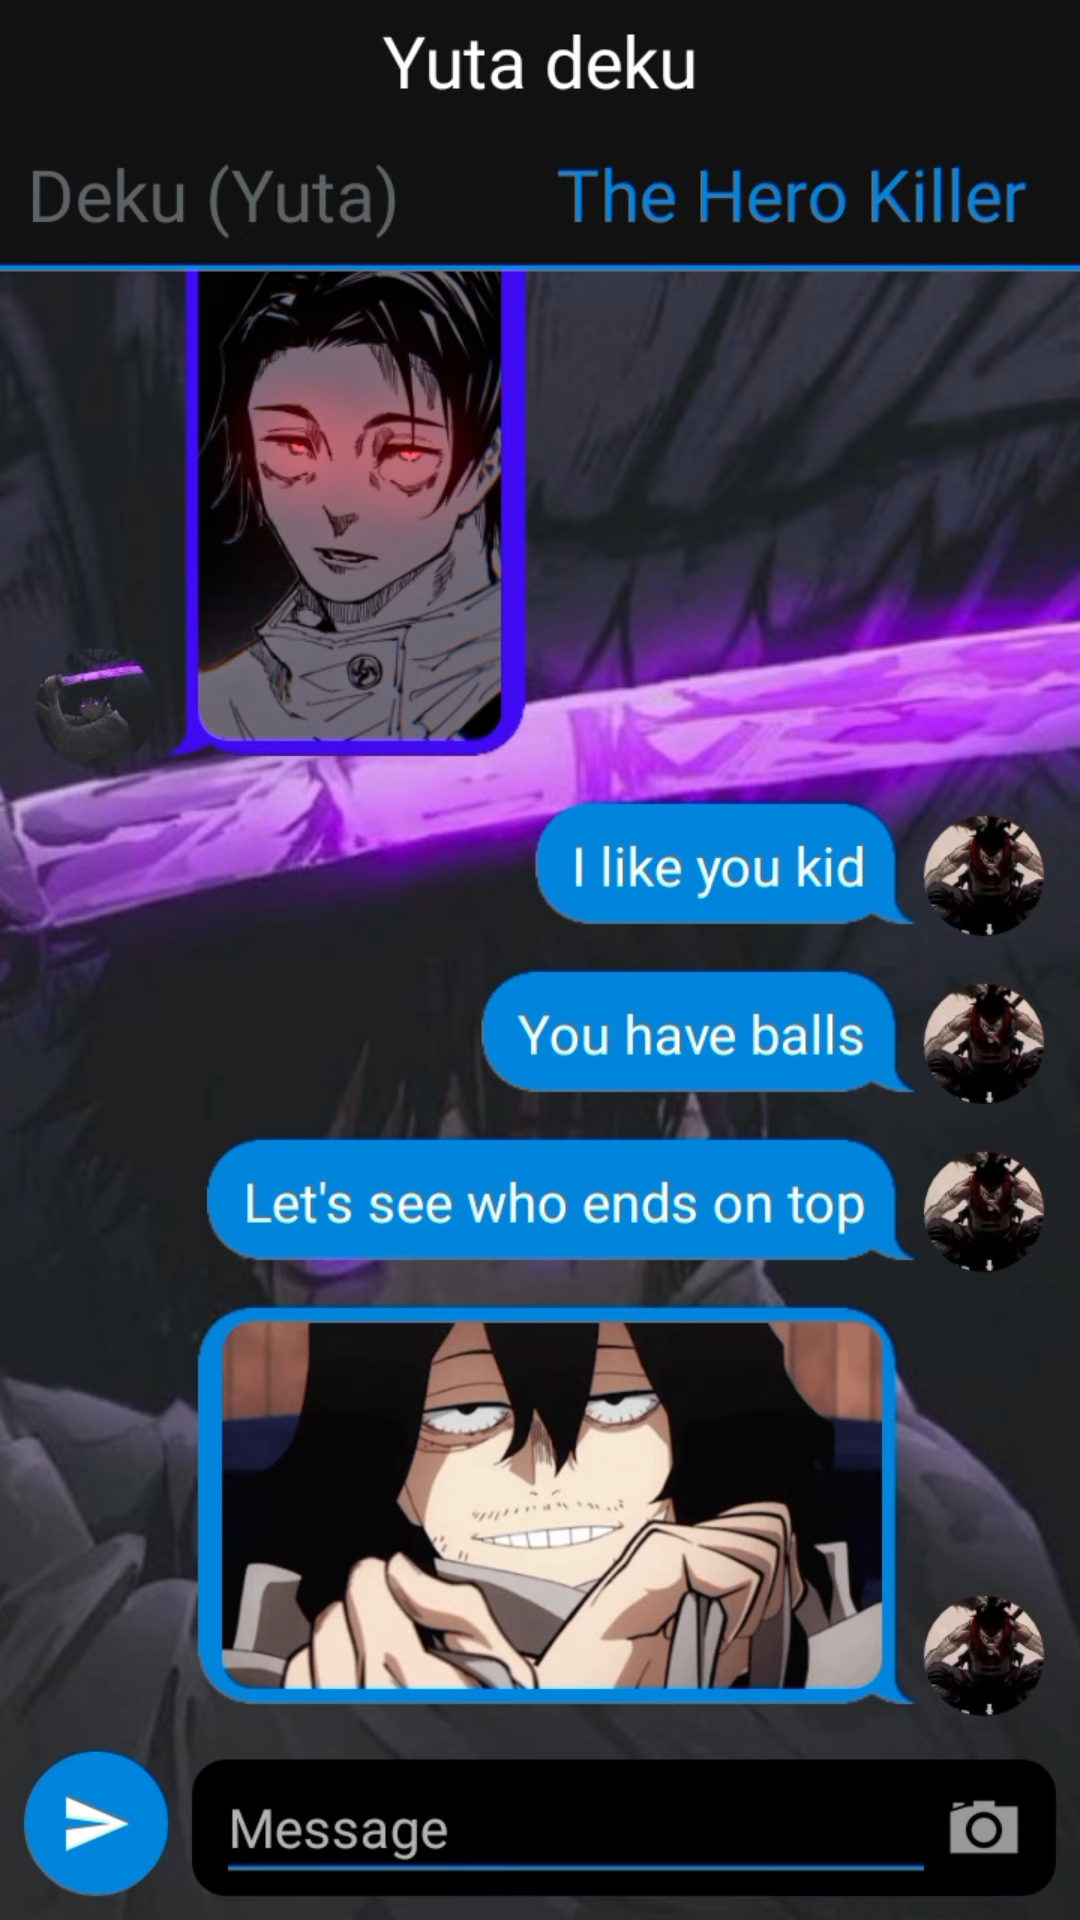 Yuta deku
Deku (Yuta)
The Hero Killer
I like you kid
You have balls
Let's see who ends on top
Message